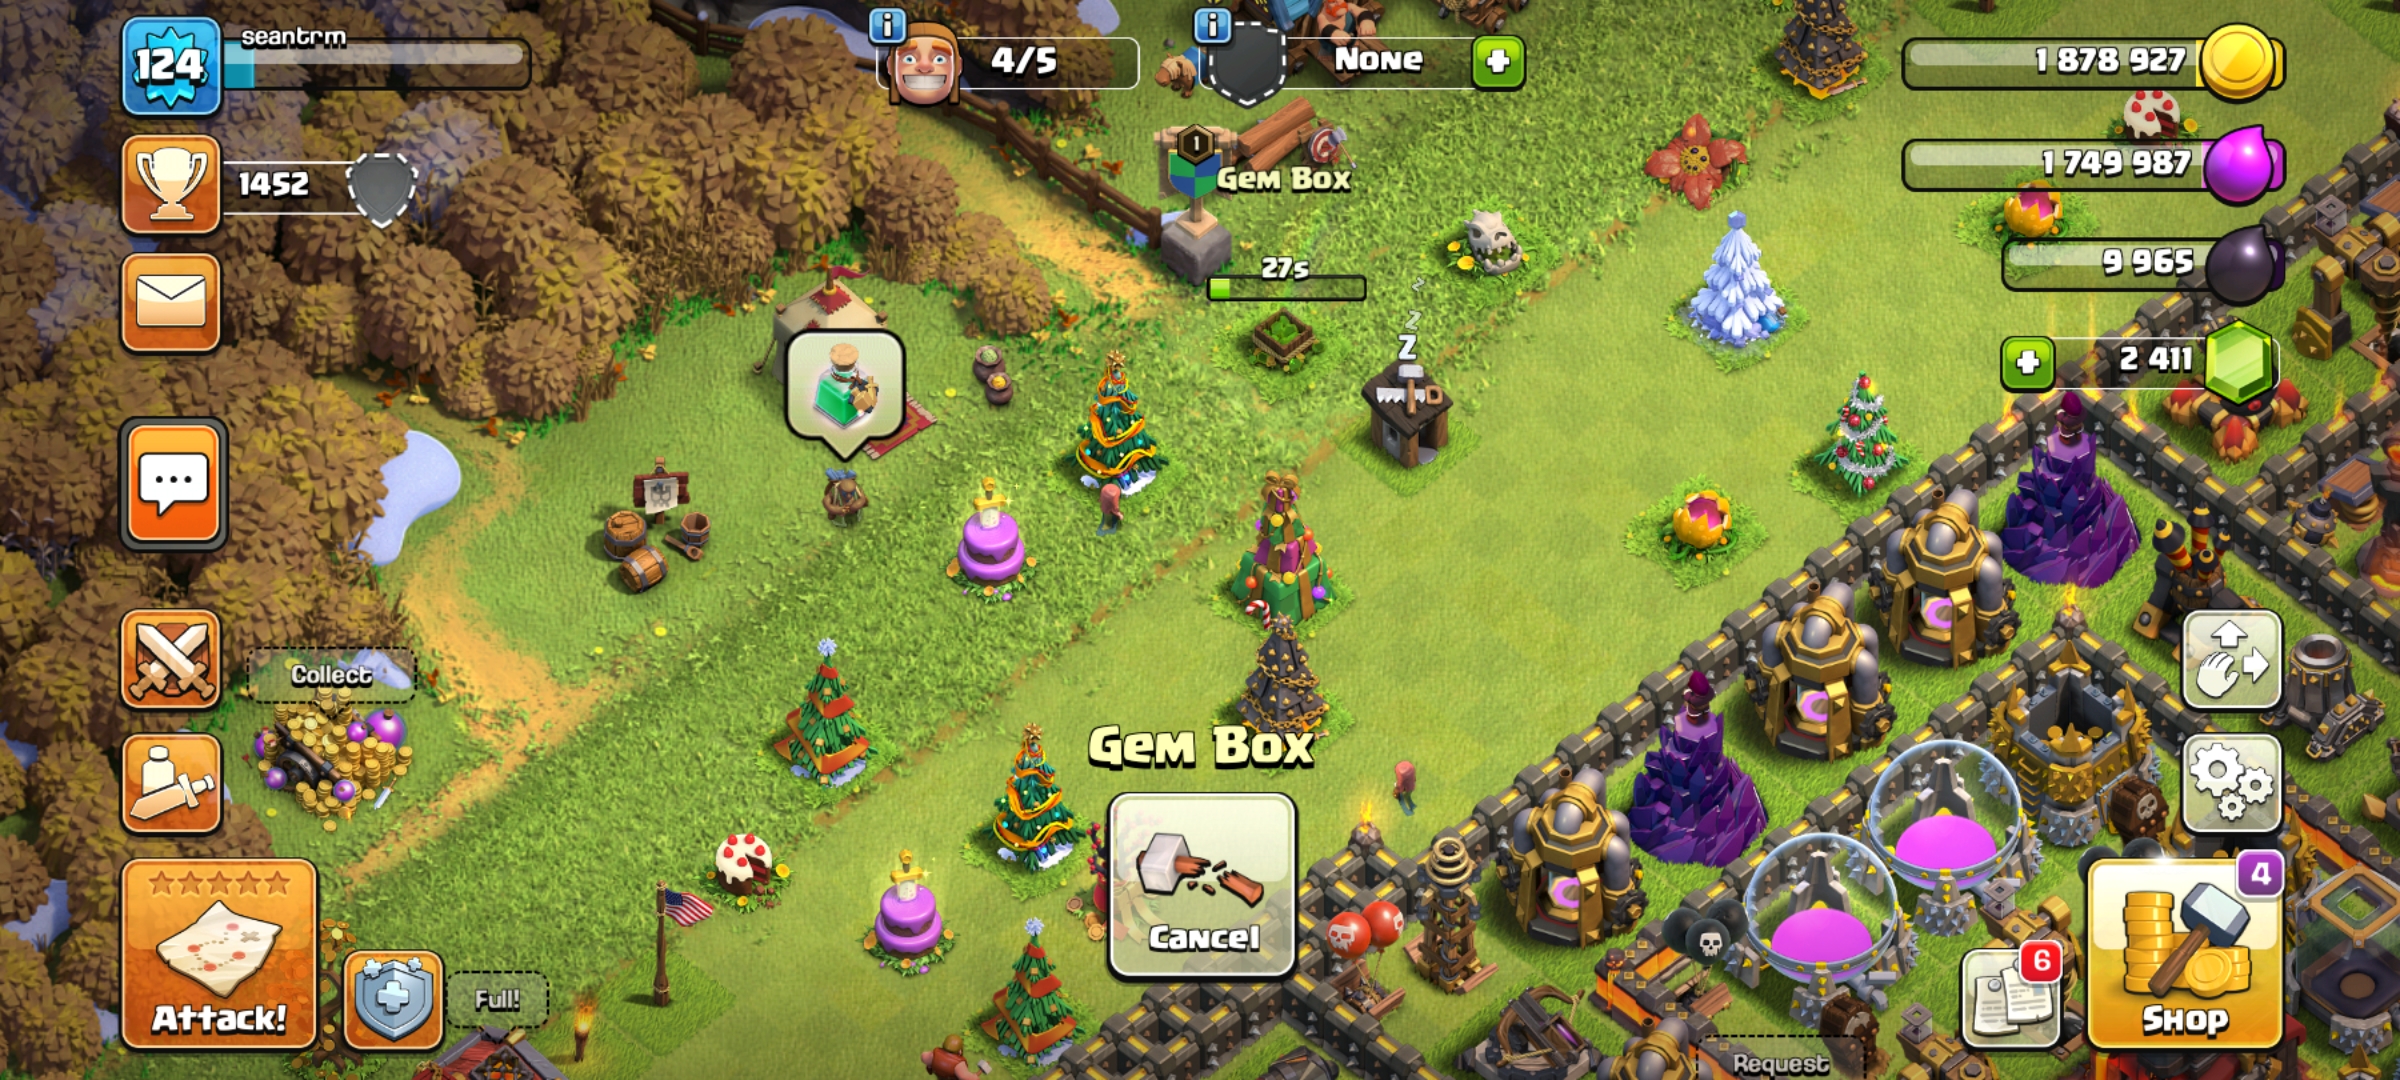 124
seantrm
4/5
None
1 878 927
1452
1
Gem Box
1 749 987
27s
9 965
z
z
Z
2 411
Collect
Gem Box
Cancel
Attack!
Full!
4
6
Shop
Request